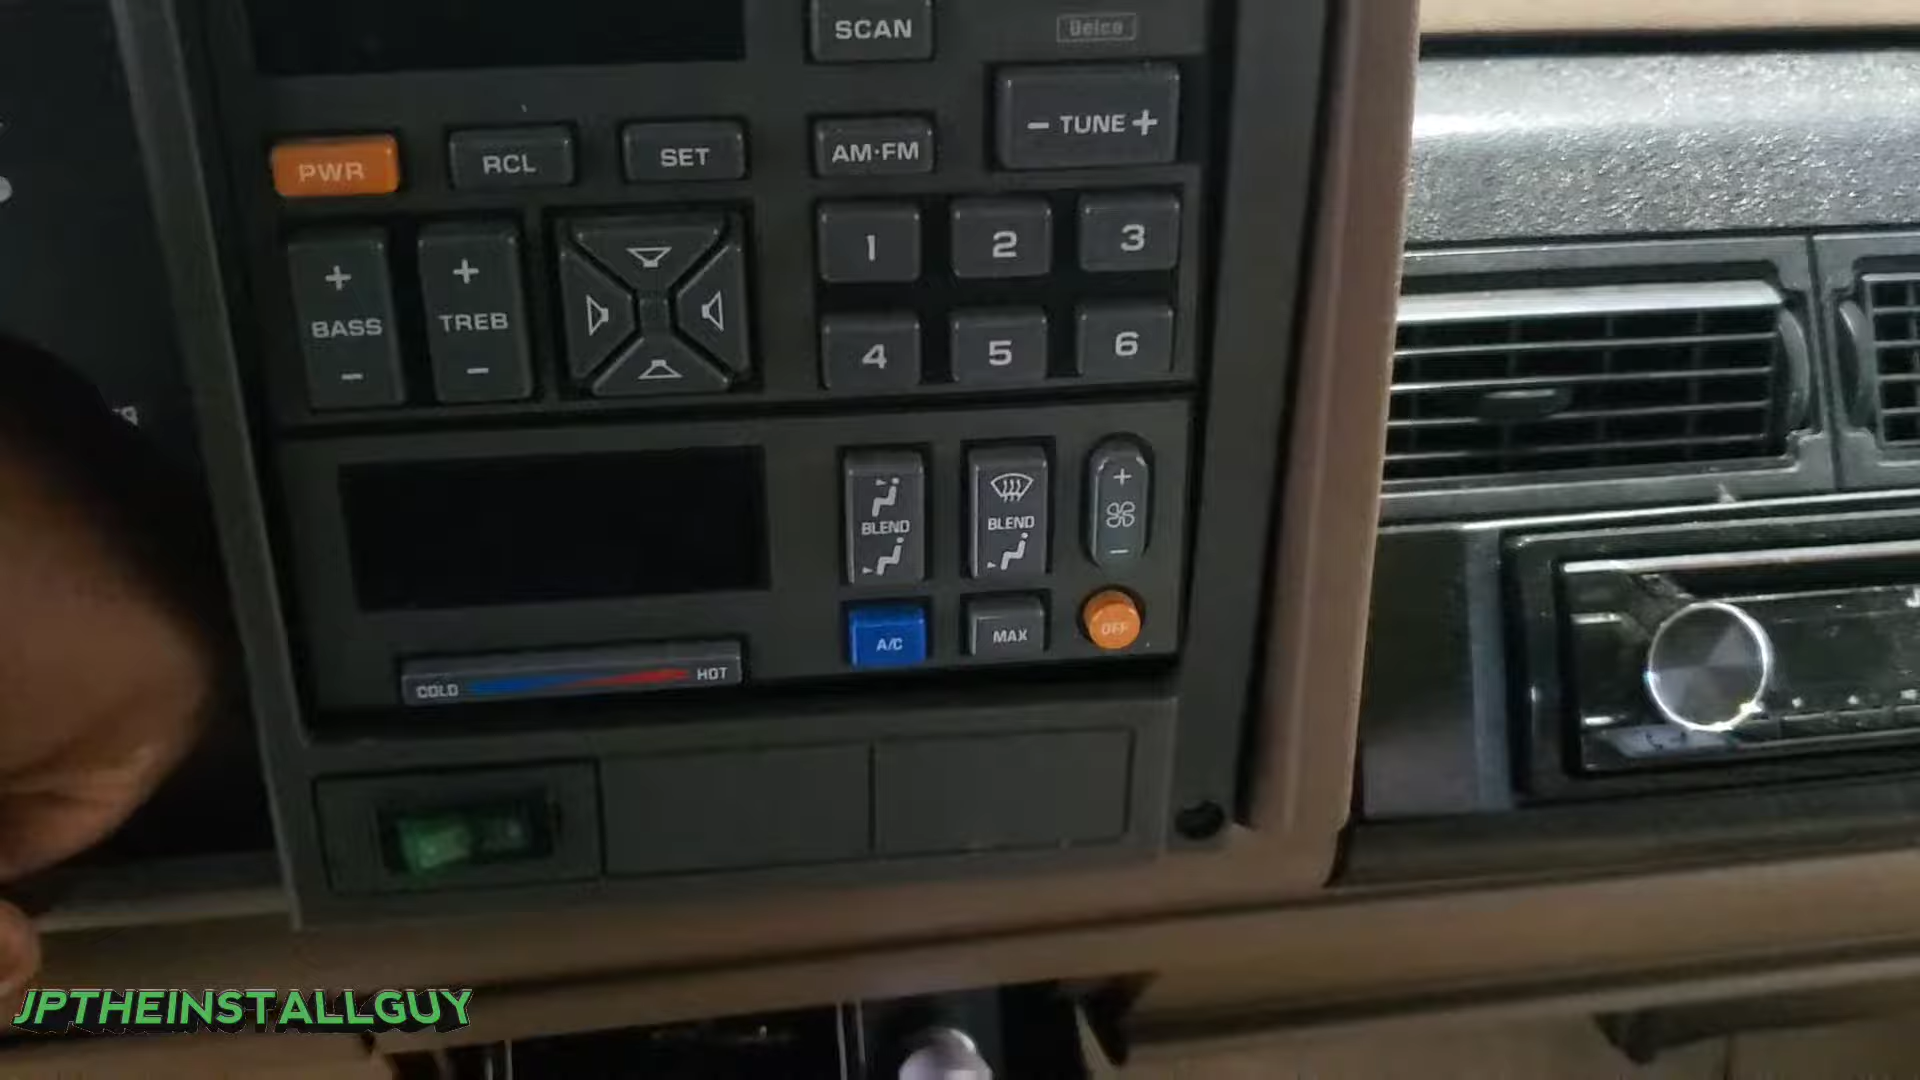 SCAN
Delco
PWR
RCL
SET
AM·FM
− TUNE +
+
BASS
−
+
TREB
−
1
2
3
4
5
6
BLEND
BLEND
+
−
A/C
MAX
OFF
COLD
HOT
JPTHEINSTALLGUY